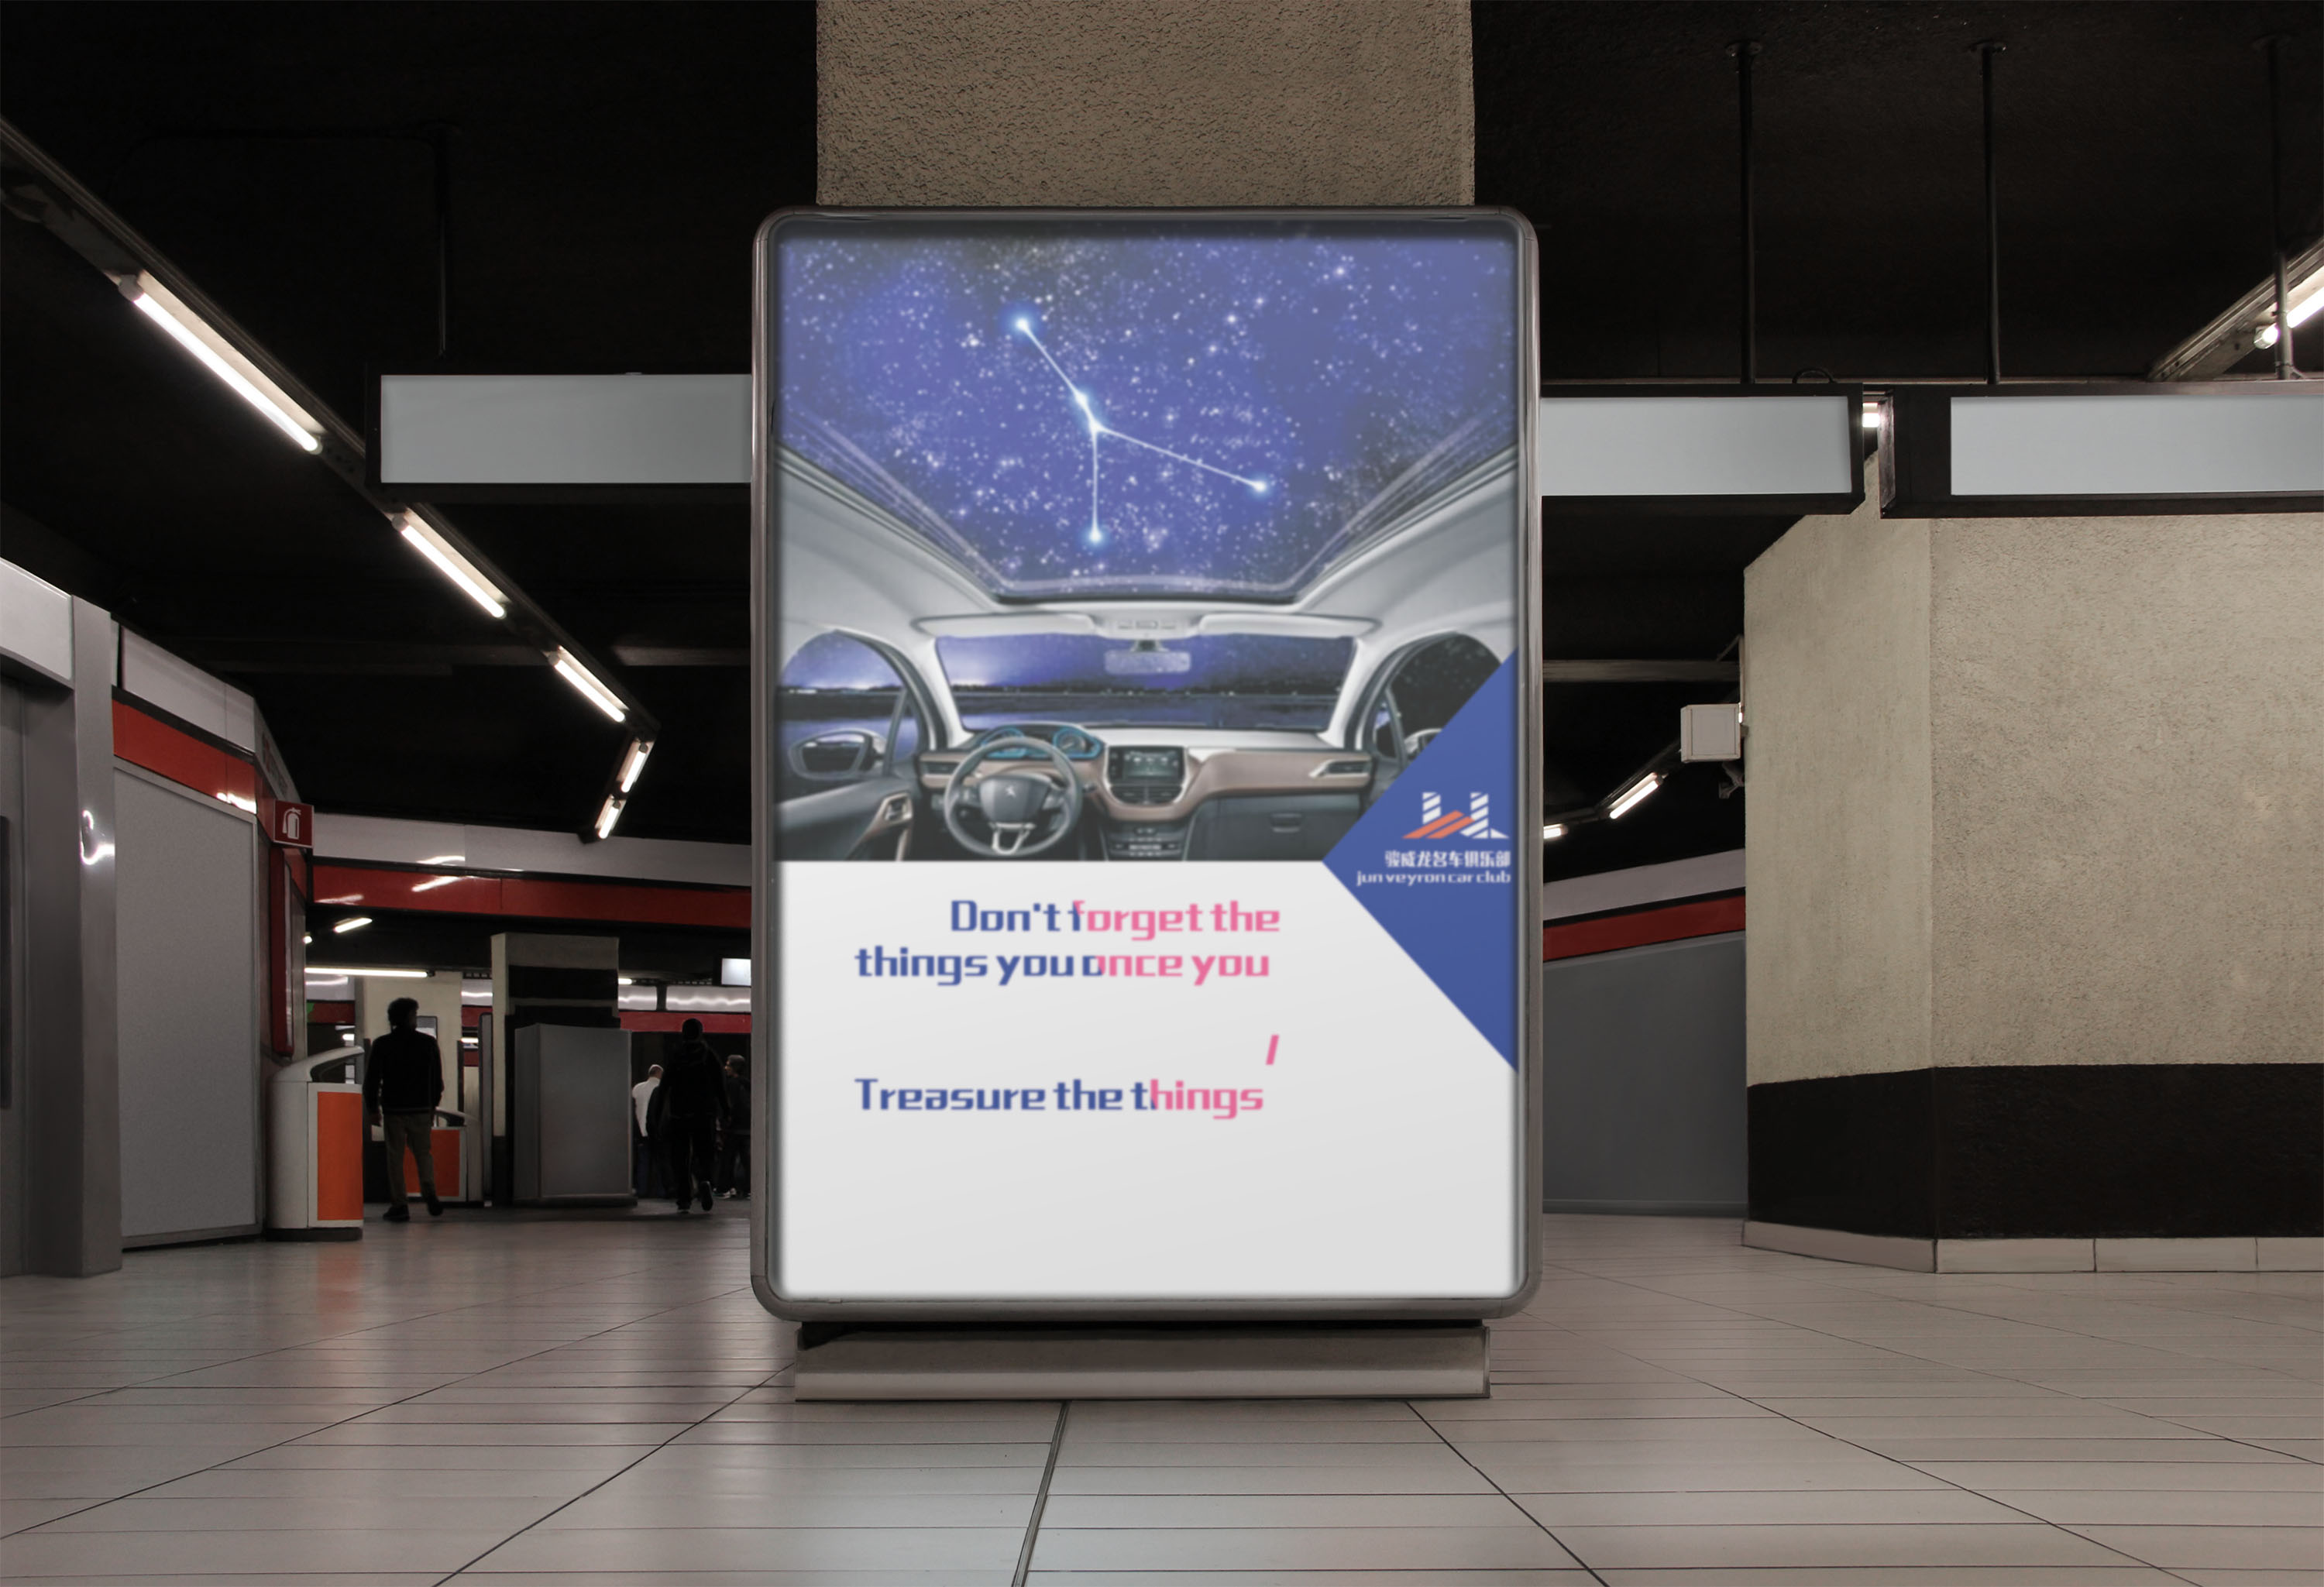 骏威龙名车俱乐部
jun veyron car club
Don't forget the
things you once you
/
Treasure the things